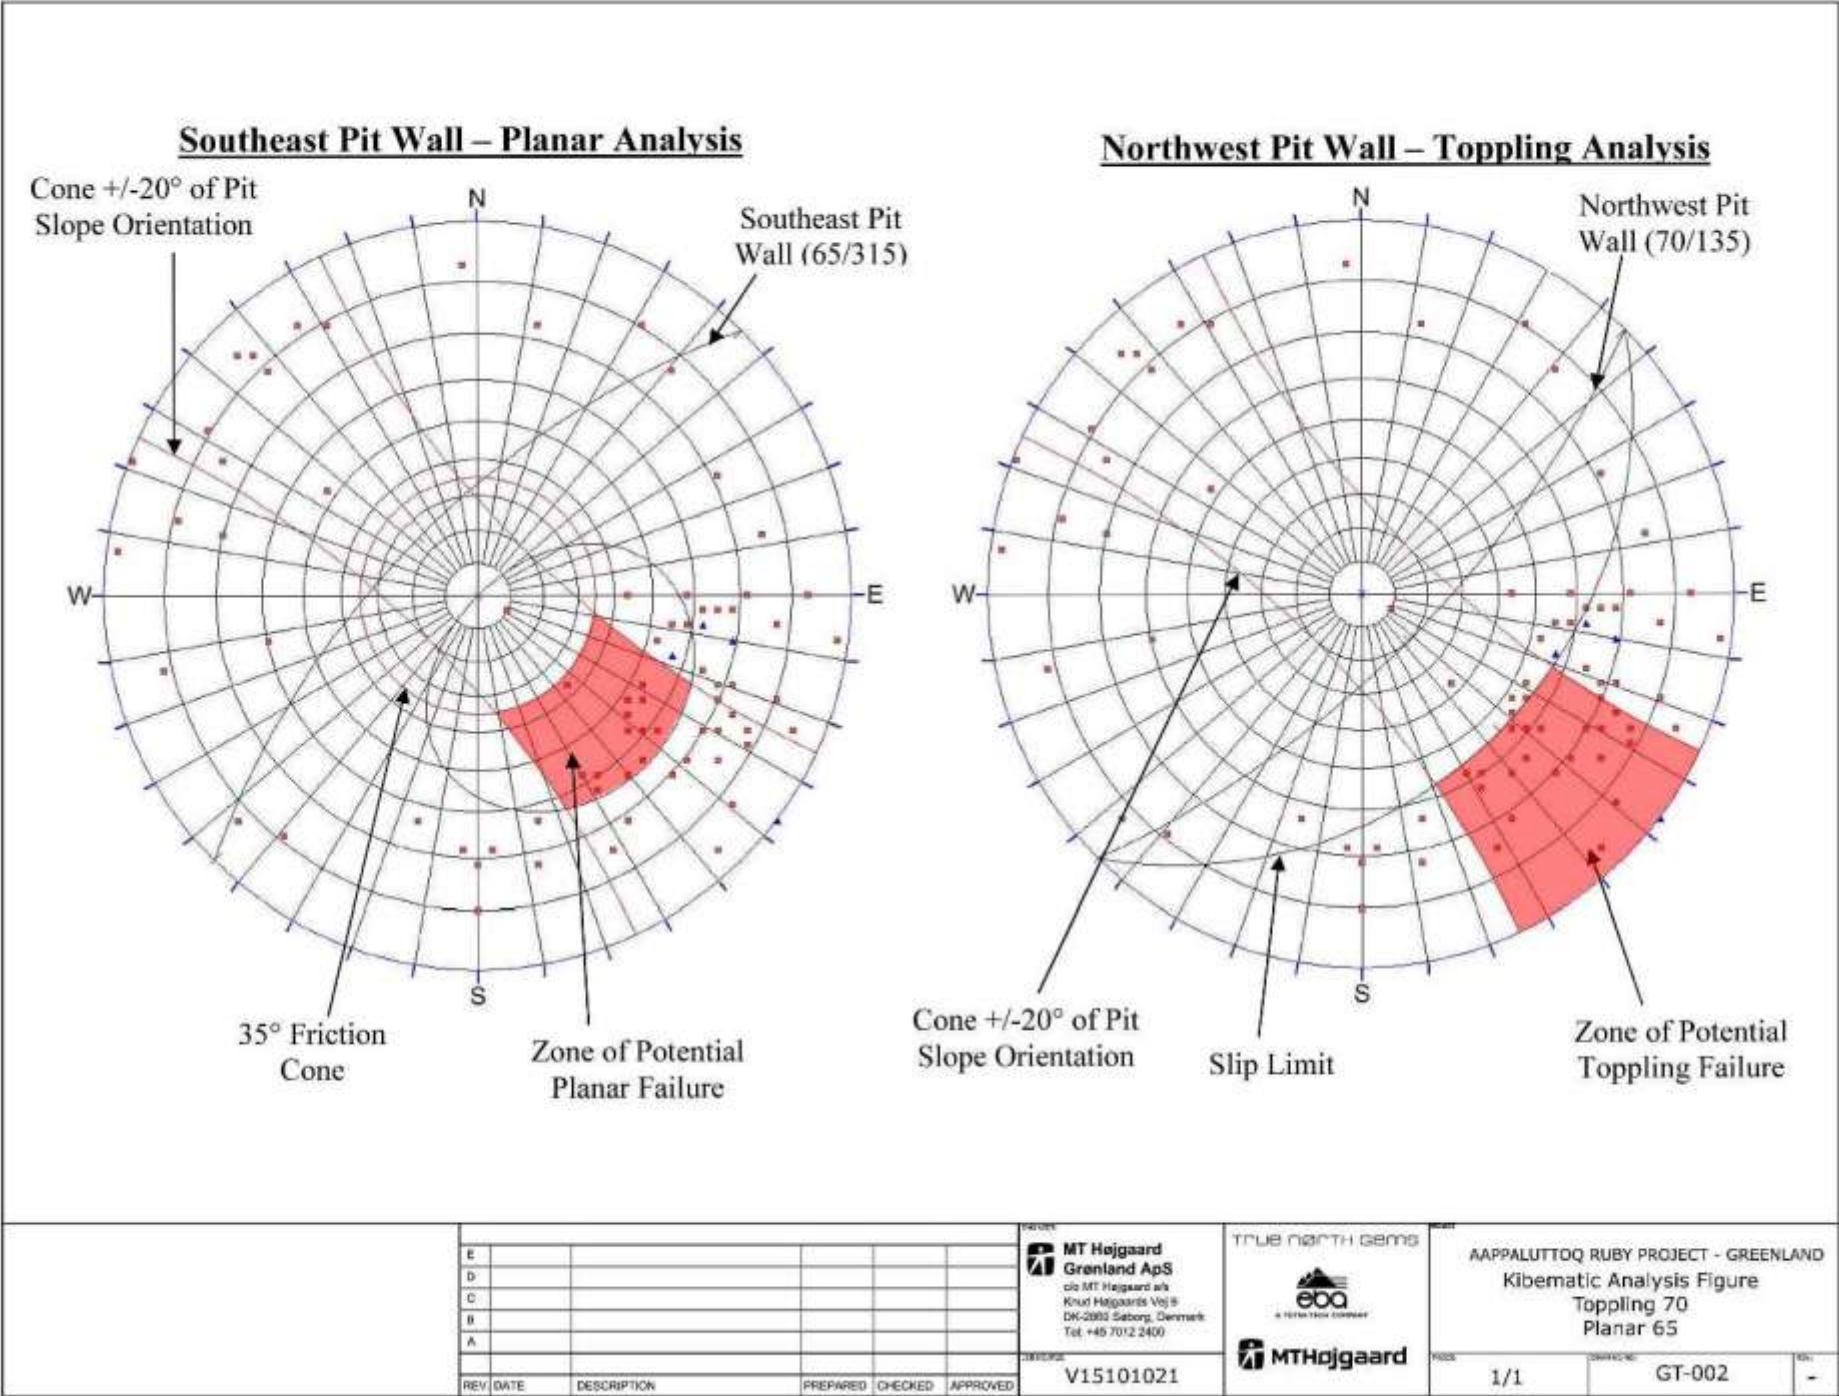 Southeast Pit Wall – Planar Analysis
Cone +/-20° of Pit
Slope Orientation
N
Southeast Pit
Wall (65/315)
W
E
S
35° Friction
Cone
Zone of Potential
Planar Failure
Northwest Pit Wall – Toppling Analysis
N
Northwest Pit
Wall (70/135)
W
E
S
Cone +/-20° of Pit
Slope Orientation
Slip Limit
Zone of Potential
Toppling Failure
E
D
C
B
A
REV. DATE DESCRIPTION PREPARED CHECKED APPROVED
MT Højgaard
Grønland ApS
c/o MT Højgaard a/s
Knud Højgaards Vej 9
DK-2860 Søborg, Denmark
Tel. +45 7012 2400
V15101021
True north gems
eba
A TETRA TECH COMPANY
MTHøjgaard
AAPPALUTTOQ RUBY PROJECT - GREENLAND
Kibematic Analysis Figure
Toppling 70
Planar 65
1/1
GT-002
-